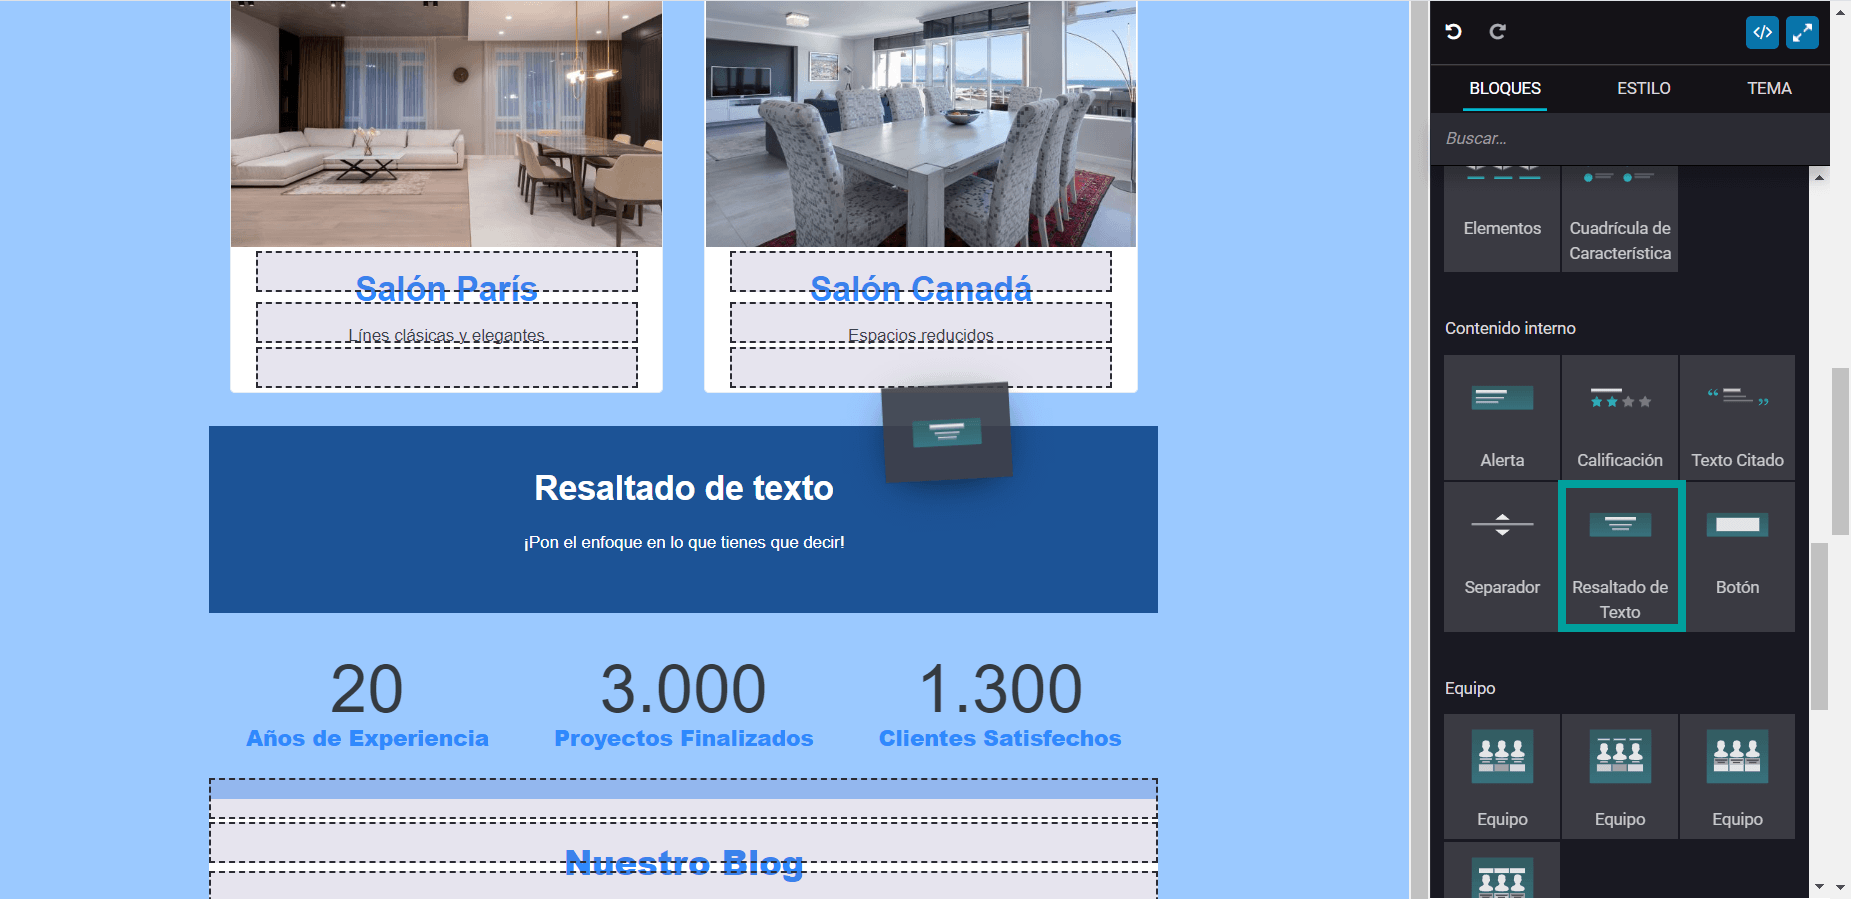 Salón París
Línes clásicas y elegantes
Salón Canadá
Espacios reducidos
Resaltado de texto
¡Pon el enfoque en lo que tienes que decir!
20
Años de Experiencia
3.000
Proyectos Finalizados
1.300
Clientes Satisfechos
Nuestro Blog
BLOQUES
ESTILO
TEMA
Buscar...
Elementos
Cuadrícula de
Característica
Contenido interno
Alerta
Calificación
Texto Citado
Separador
Resaltado de
Texto
Botón
Equipo
Equipo
Equipo
Equipo